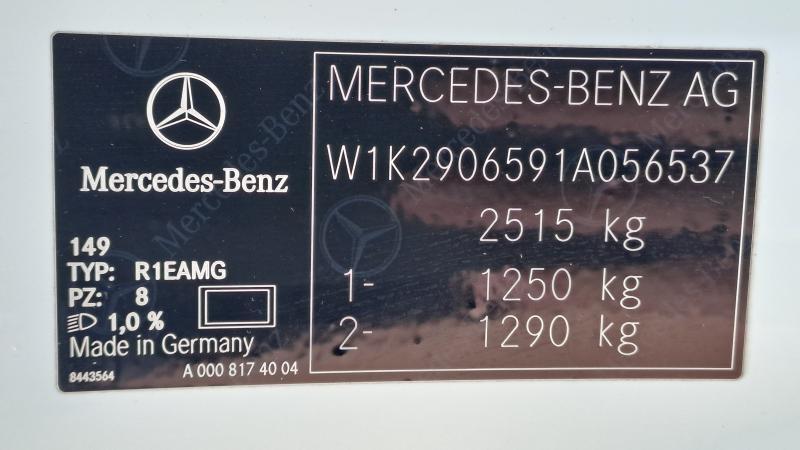 Mercedes-Benz
149
TYP: R1EAMG
PZ: 8
1,0 %
Made in Germany
8443564
A 000 817 40 04
MERCEDES-BENZ AG
W1K2906591A056537
2515 kg
1- 1250 kg
2- 1290 kg